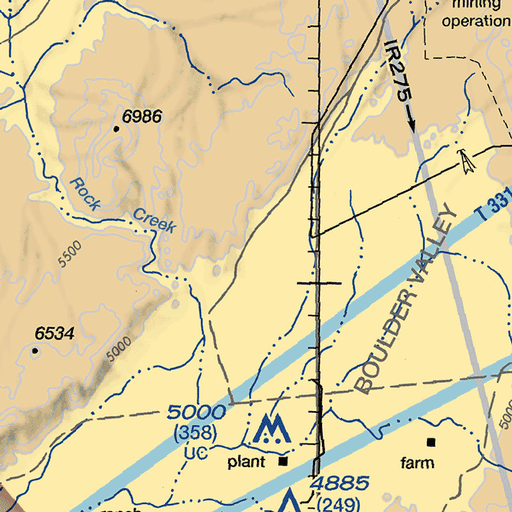 mining
operation
IR275
6986
Rock
Creek
T 331
BOULDER VALLEY
5500
6534
5000
5000
(358)
UC
plant
farm
4885
(249)
5000
ranch